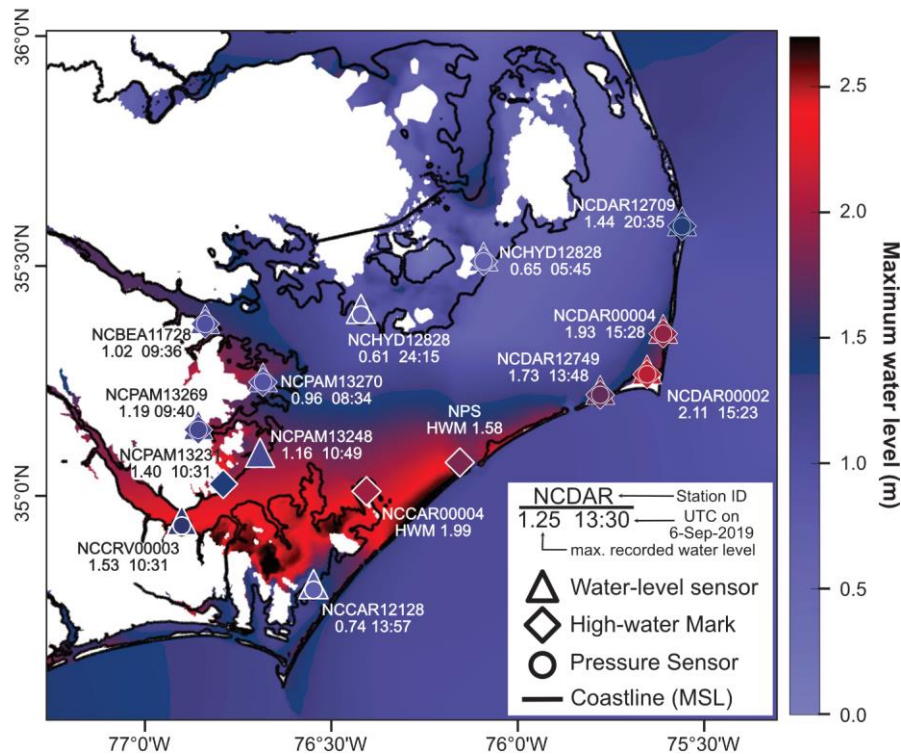 36°0'N
35°30'N
35°0'N
77°0'W
76°30'W
76°0'W
75°30'W
NCDAR12709
1.44 20:35
NCHYD12828
0.65 05:45
NCDAR00004
1.93 15:28
NCBEA11728
1.02 09:36
NCHYD12828
0.61 24:15
NCDAR12749
1.73 13:48
NCPAM13270
0.96 08:34
NCDAR00002
2.11 15:23
NCPAM13269
1.19 09:40
NPS
HWM 1.58
NCPAM13248
1.16 10:49
NCPAM1323
1.40 10:31
NCCAR00004
HWM 1.99
NCCRV00003
1.53 10:31
NCCAR12128
0.74 13:57
NCDAR
Station ID
1.25 13:30
UTC on
6-Sep-2019
max. recorded water level
Water-level sensor
High-water Mark
Pressure Sensor
Coastline (MSL)
2.5
2.0
1.5
1.0
0.5
0.0
Maximum water level (m)